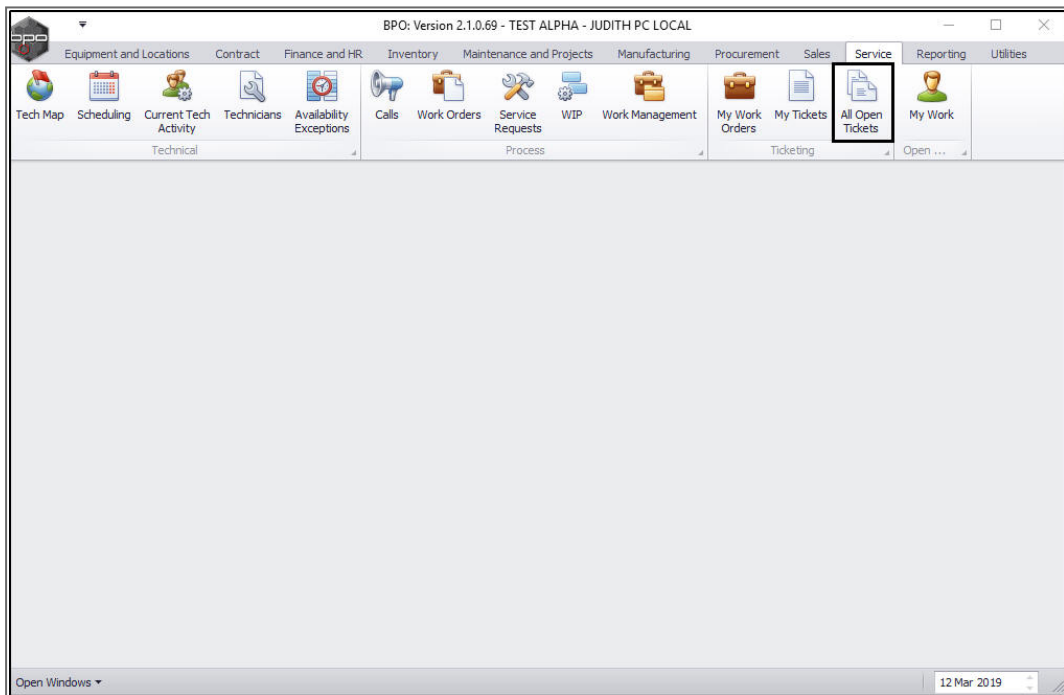 bpo
BPO: Version 2.1.0.69 - TEST ALPHA - JUDITH PC LOCAL
Equipment and Locations Contract Finance and HR Inventory Maintenance and Projects Manufacturing Procurement Sales Service Reporting Utilities
Tech Map Scheduling Current Tech Activity Technicians Availability Exceptions Calls Work Orders Service Requests WIP Work Management My Work Orders My Tickets All Open Tickets My Work
Technical Process Ticketing Open ...
Open Windows 12 Mar 2019